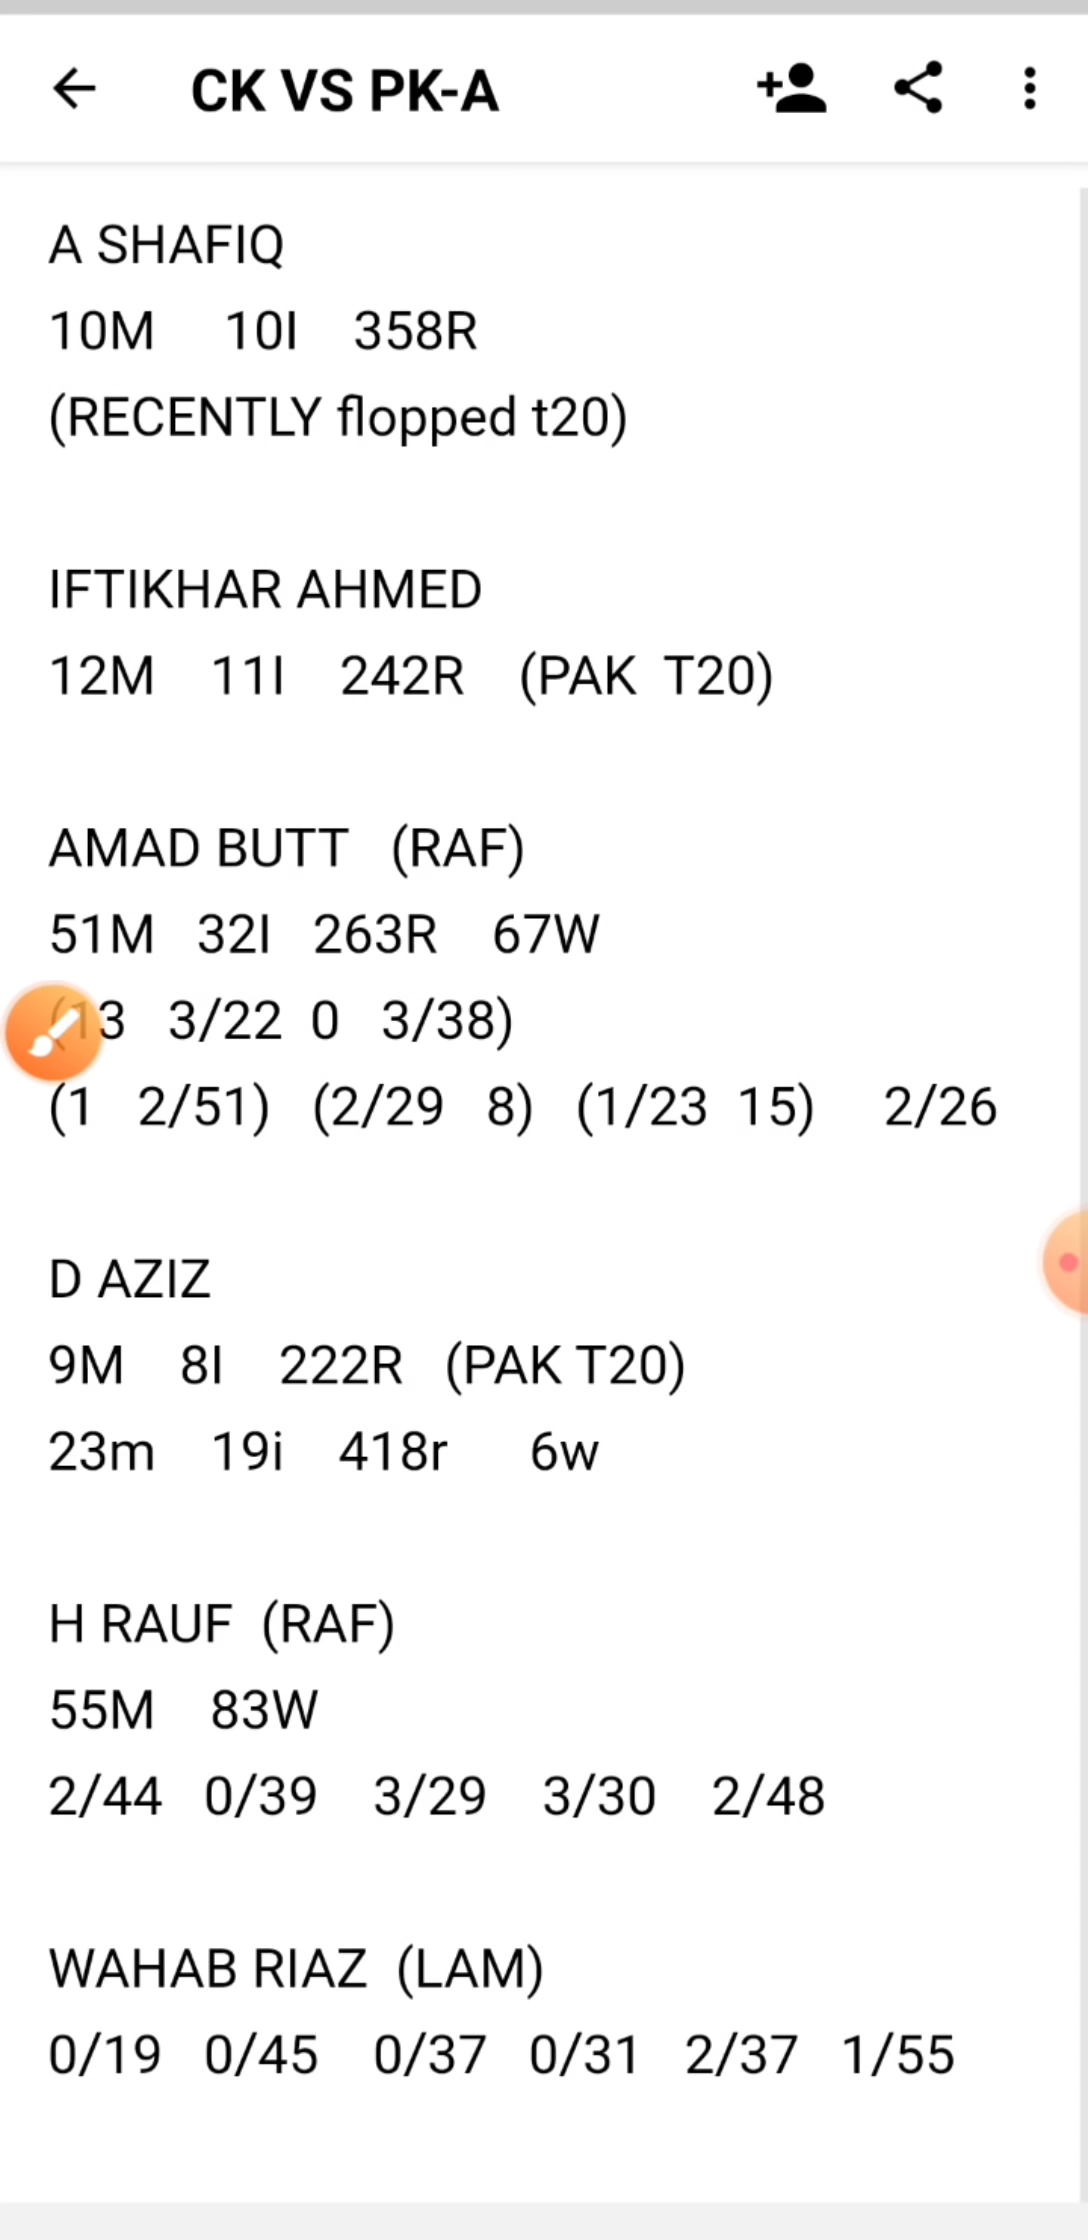 CK VS PK-A
A SHAFIQ
10M 10I 358R
(RECENTLY flopped t20)
IFTIKHAR AHMED
12M 11I 242R (PAK T20)
AMAD BUTT (RAF)
51M 32I 263R 67W
(13 3/22 0 3/38)
(1 2/51) (2/29 8) (1/23 15) 2/26
D AZIZ
9M 8I 222R (PAK T20)
23m 19i 418r 6w
H RAUF (RAF)
55M 83W
2/44 0/39 3/29 3/30 2/48
WAHAB RIAZ (LAM)
0/19 0/45 0/37 0/31 2/37 1/55